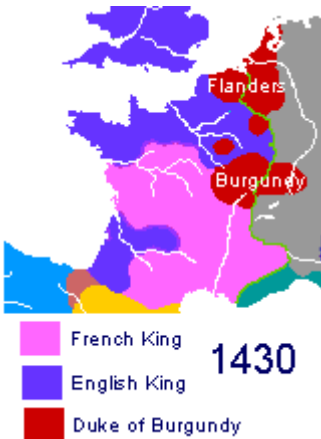 Flanders
Burgundy
French King
1430
English King
Duke of Burgundy